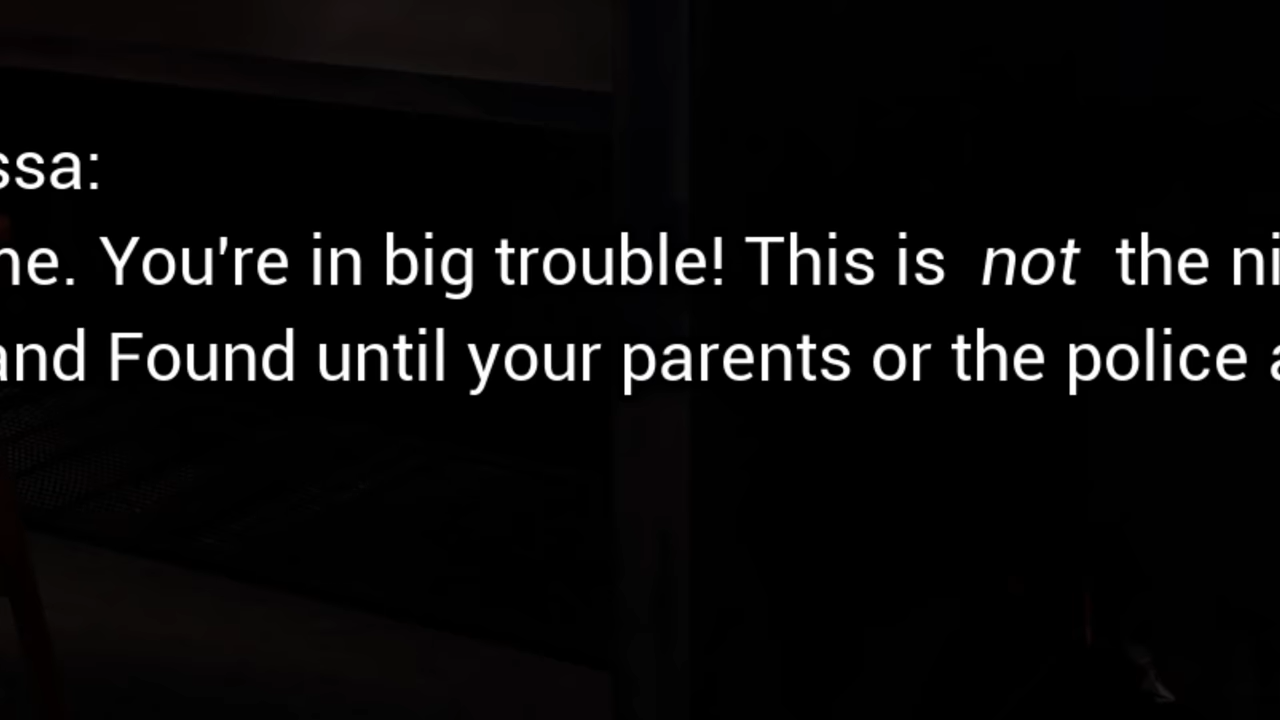 ssa:
ne. You're in big trouble! This is not the ni
and Found until your parents or the police a